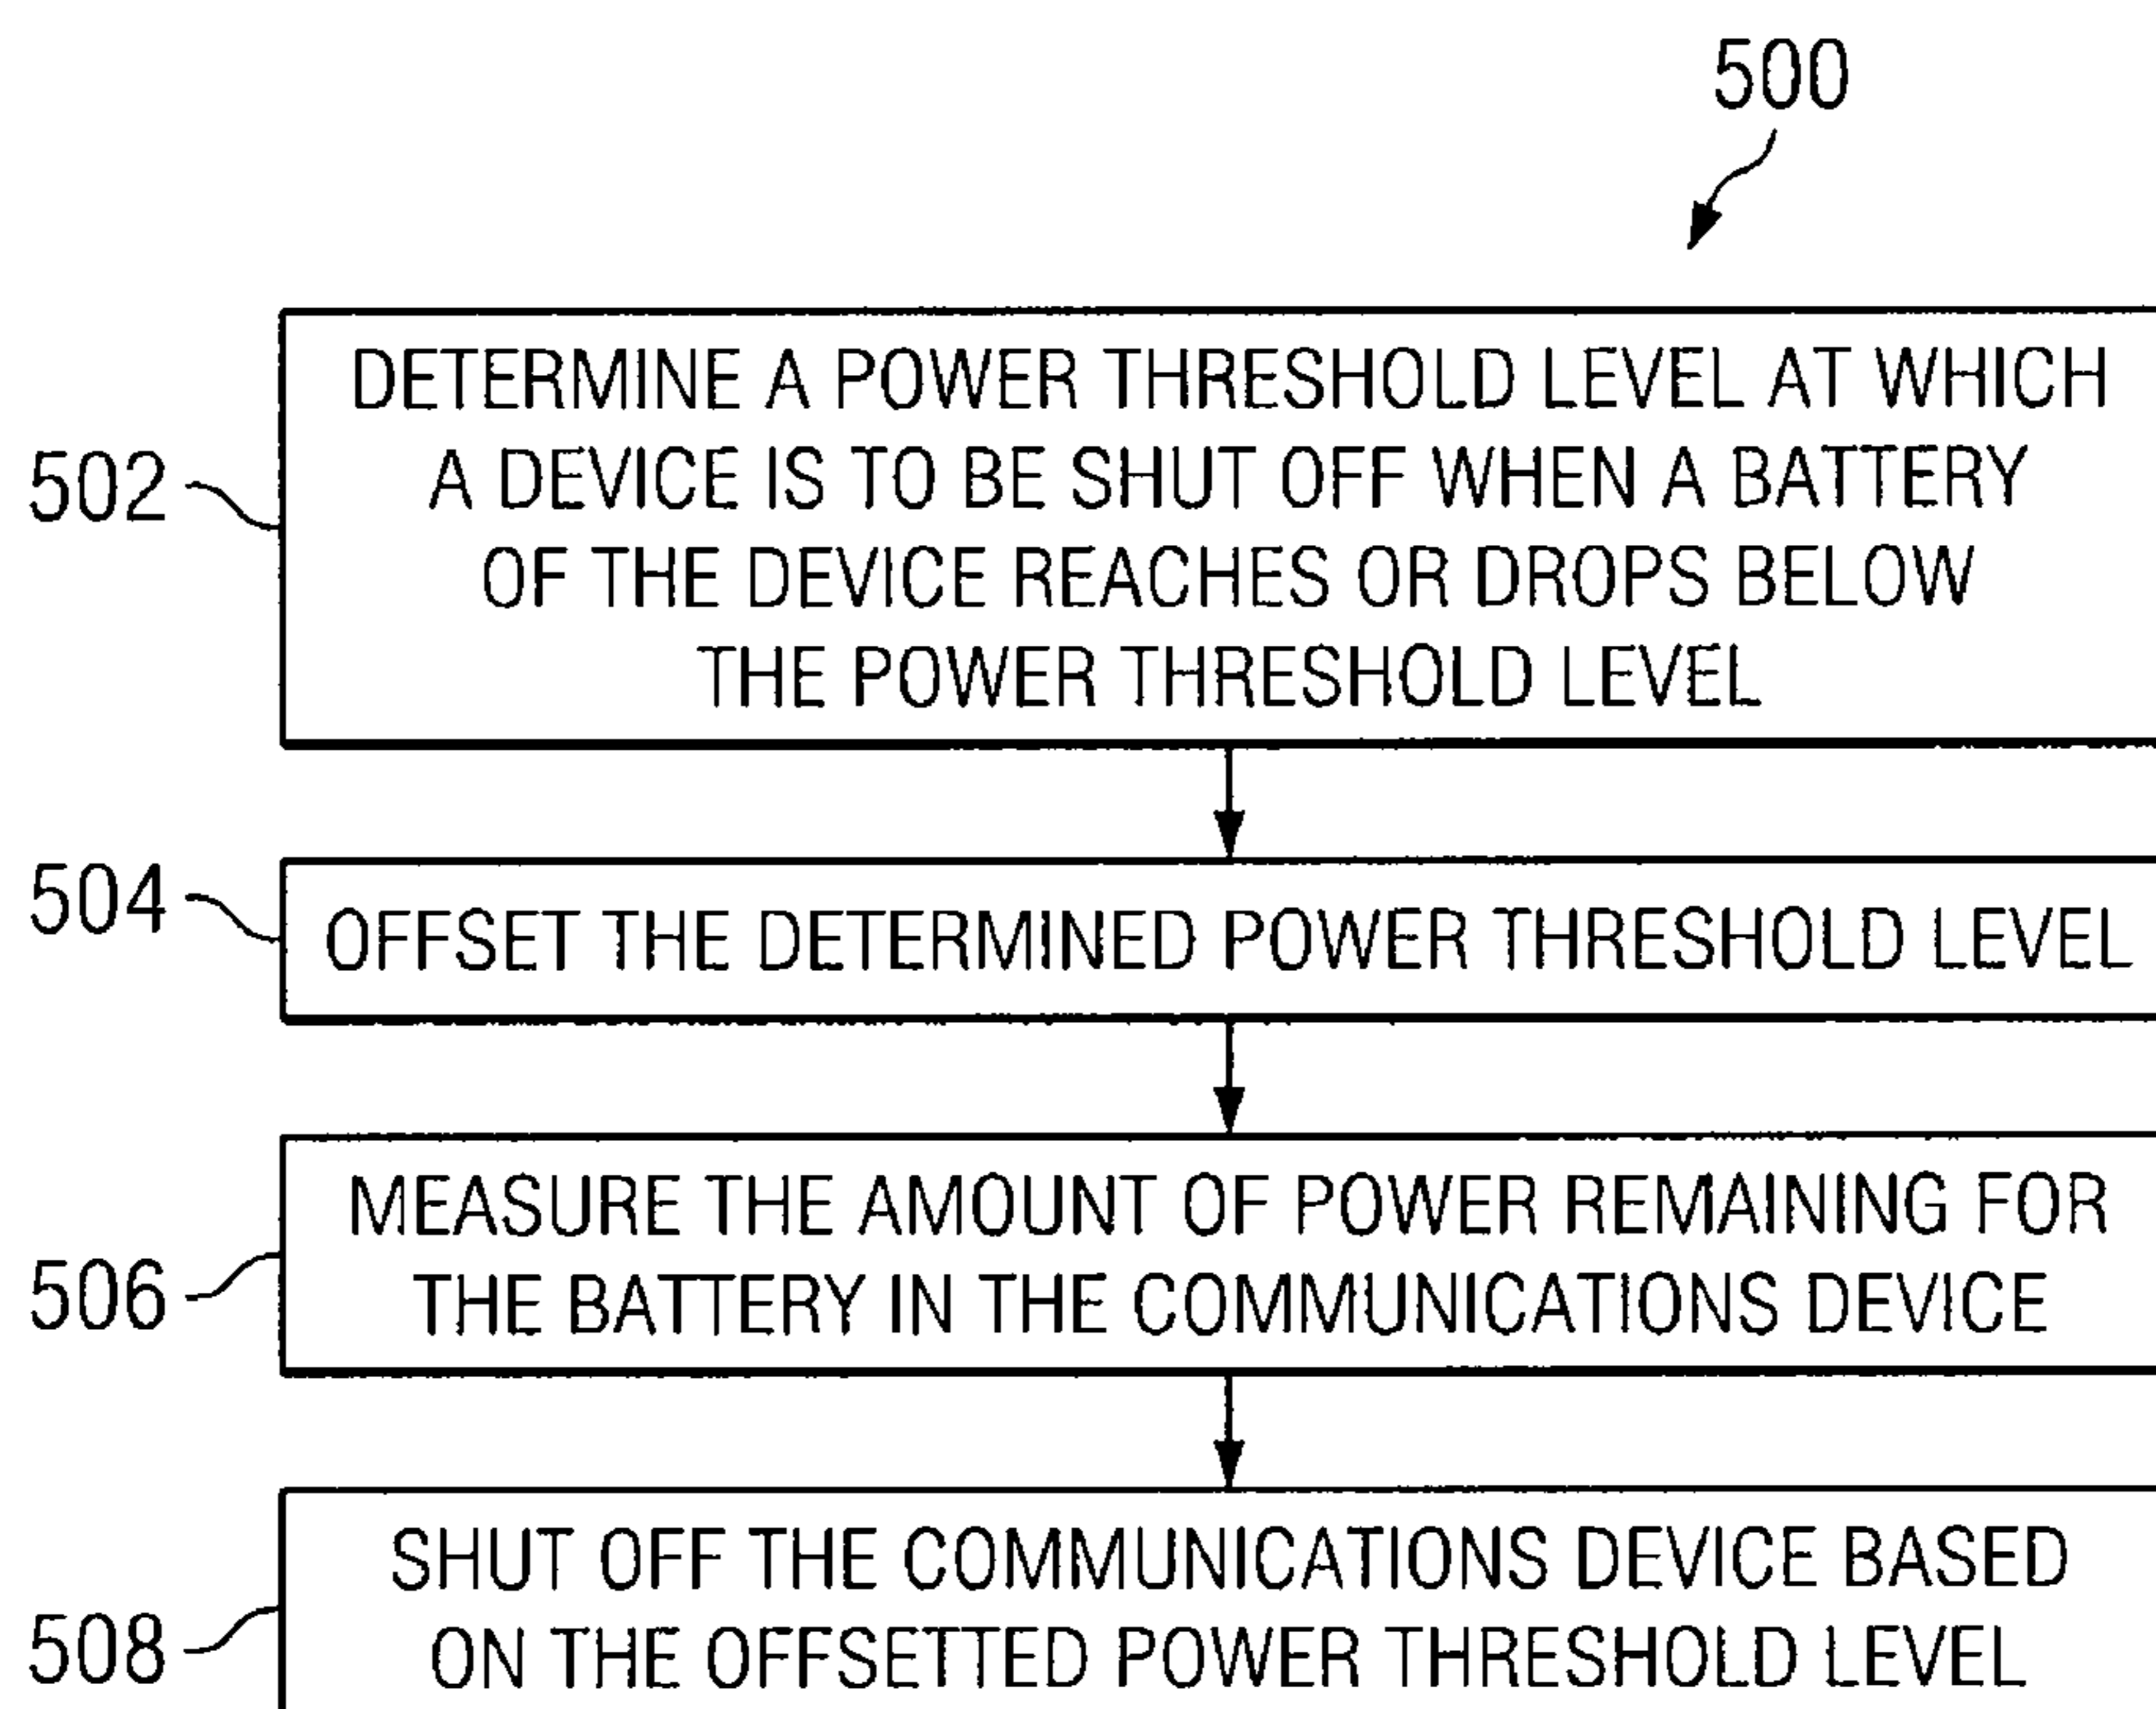 500
502
DETERMINE A POWER THRESHOLD LEVEL AT WHICH
A DEVICE IS TO BE SHUT OFF WHEN A BATTERY
OF THE DEVICE REACHES OR DROPS BELOW
THE POWER THRESHOLD LEVEL
504
OFFSET THE DETERMINED POWER THRESHOLD LEVEL
506
MEASURE THE AMOUNT OF POWER REMAINING FOR
THE BATTERY IN THE COMMUNICATIONS DEVICE
508
SHUT OFF THE COMMUNICATIONS DEVICE BASED
ON THE OFFSETTED POWER THRESHOLD LEVEL